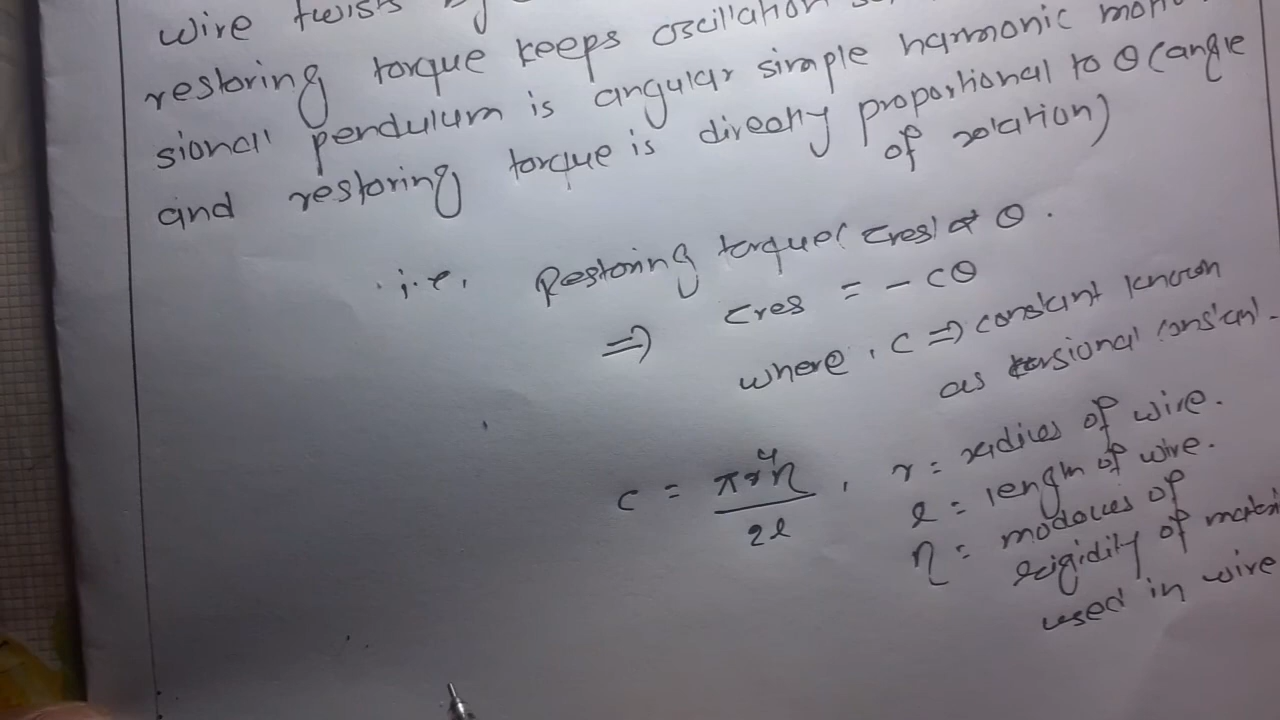 wire twists
restoring torque keeps oscillation
sional pendulum is angular simple harmonic
and restoring torque is directly proportional to θ (angle
of rotation)
i.e. Restoring torque (τres) α θ.
⇒ τres = - cθ
where, c ⇒ constant known
as torsional constant.
c = πr⁴η / 2l , r = radius of wire.
l = length of wire.
η = modulus of
rigidity of
used in wire